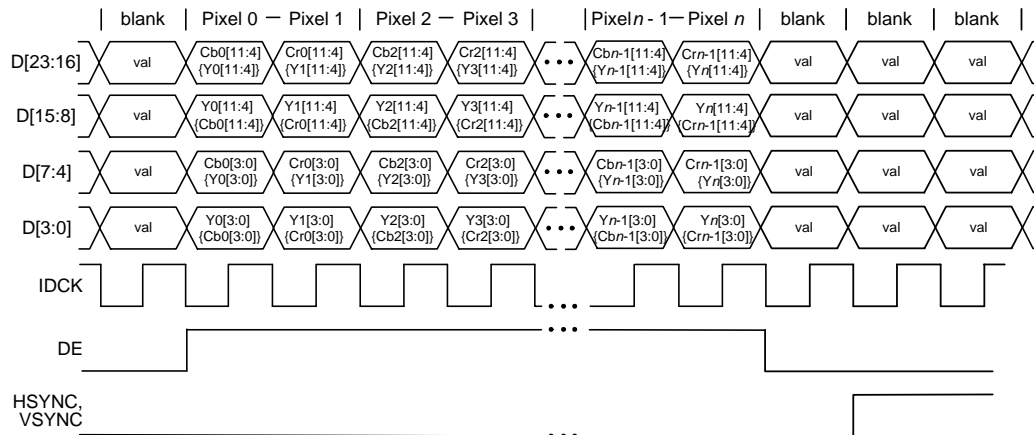 blank Pixel 0 — Pixel 1 Pixel 2 — Pixel 3 Pixeln - 1 — Pixel n blank blank blank
D[23:16] val Cb0[11:4] Cr0[11:4] Cb2[11:4] Cr2[11:4] ••• Cbn-1[11:4] Crn-1[11:4] val val val
{Y0[11:4]} {Y1[11:4]} {Y2[11:4]} {Y3[11:4]} {Yn-1[11:4]} {Yn[11:4]}
D[15:8] val Y0[11:4] Y1[11:4] Y2[11:4] Y3[11:4] ••• Yn-1[11:4] Yn[11:4] val val val
{Cb0[11:4]} {Cr0[11:4]} {Cb2[11:4]} {Cr2[11:4]} {Cbn-1[11:4]} {Crn-1[11:4]}
D[7:4] val Cb0[3:0] Cr0[3:0] Cb2[3:0] Cr2[3:0] ••• Cbn-1[3:0] Crn-1[3:0] val val val
{Y0[3:0]} {Y1[3:0]} {Y2[3:0]} {Y3[3:0]} {Yn-1[3:0]} {Yn[3:0]}
D[3:0] val Y0[3:0] Y1[3:0] Y2[3:0] Y3[3:0] ••• Yn-1[3:0] Yn[3:0] val val val
{Cb0[3:0]} {Cr0[3:0]} {Cb2[3:0]} {Cr2[3:0]} {Cbn-1[3:0]} {Crn-1[3:0]}
IDCK •••
DE •••
HSYNC,
VSYNC •••